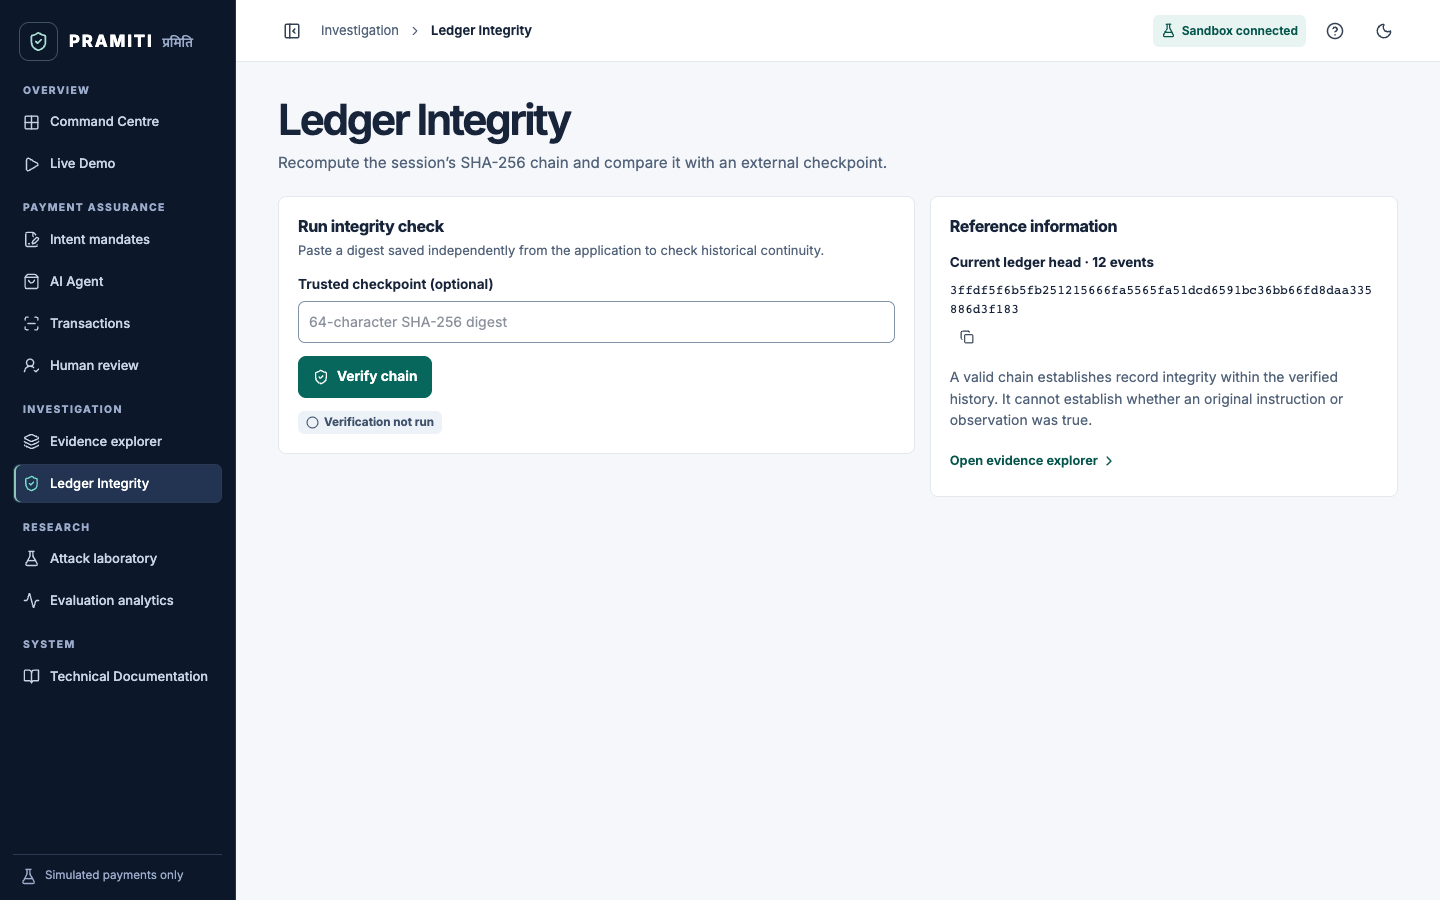 PRAMITI प्रमिति
OVERVIEW
Command Centre
Live Demo
PAYMENT ASSURANCE
Intent mandates
AI Agent
Transactions
Human review
INVESTIGATION
Evidence explorer
Ledger Integrity
RESEARCH
Attack laboratory
Evaluation analytics
SYSTEM
Technical Documentation
Simulated payments only
Investigation > Ledger Integrity
Sandbox connected
Ledger Integrity
Recompute the session’s SHA-256 chain and compare it with an external checkpoint.
Run integrity check
Paste a digest saved independently from the application to check historical continuity.
Trusted checkpoint (optional)
64-character SHA-256 digest
Verify chain
Verification not run
Reference information
Current ledger head · 12 events
3ffdf5f6b5fb251215666fa5565fa51dcd6591bc36bb66fd8daa335
886d3f183
A valid chain establishes record integrity within the verified
history. It cannot establish whether an original instruction or
observation was true.
Open evidence explorer